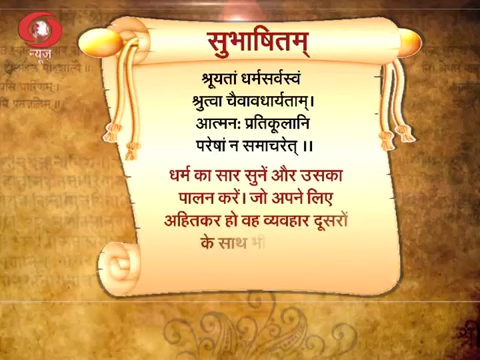 न्यूज़
सुभाषितम्
श्रूयतां धर्मसर्वस्वं
श्रुत्वा चैवावधार्यताम्।
आत्मन: प्रतिकूलानि
परेषां न समाचरेत् ।।
धर्म का सार सुनें और उसका
पालन करें। जो अपने लिए
अहितकर हो वह व्यवहार दूसरों
के साथ भी
श्री